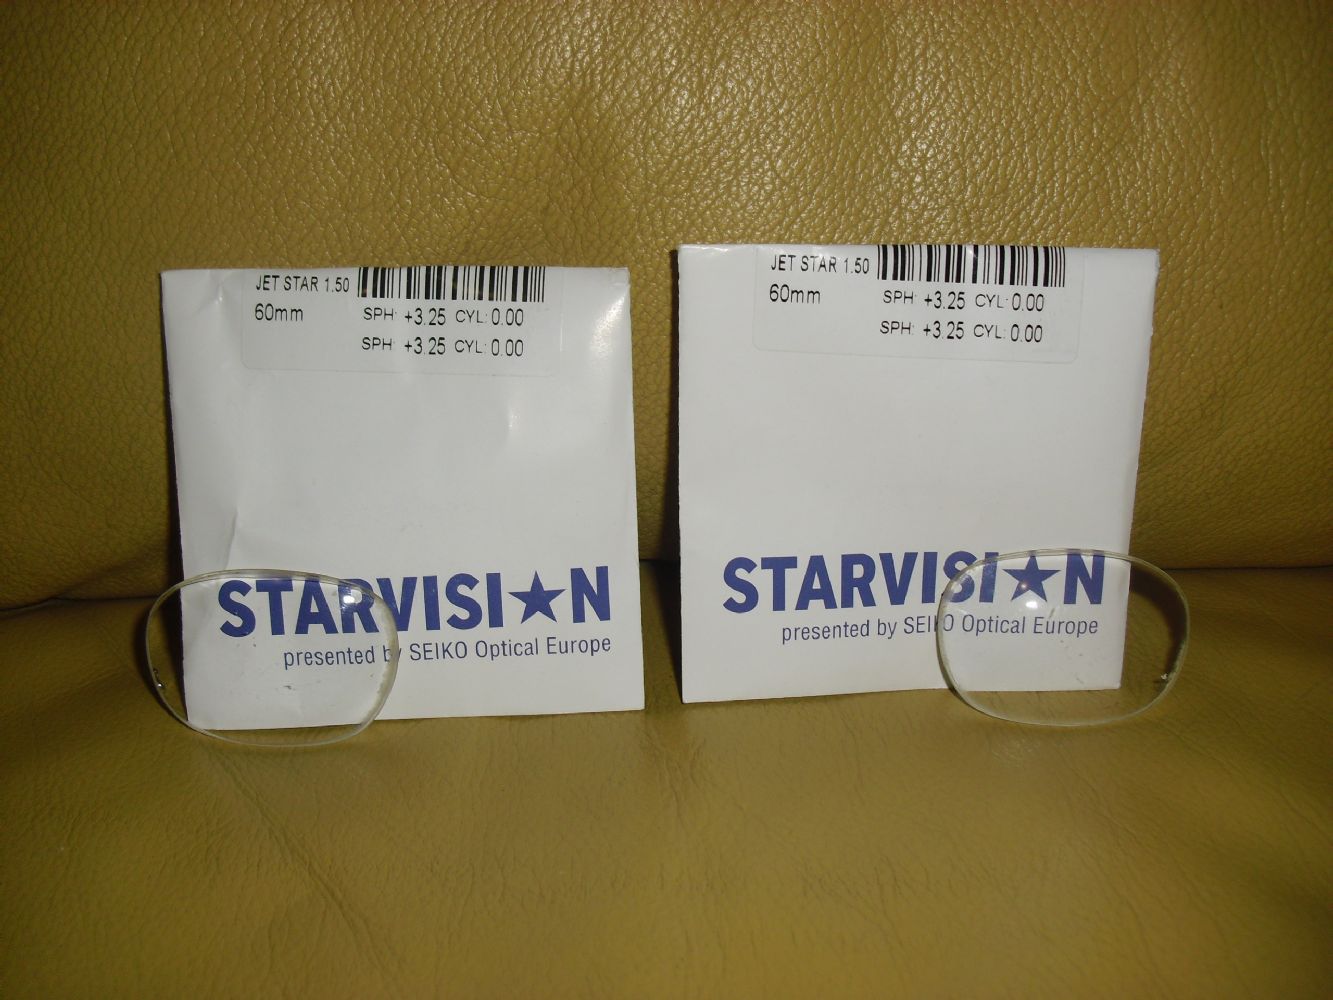 JET STAR 1.50
60mm SPH: +3.25 CYL: 0.00
SPH: +3.25 CYL: 0.00
STARVISI★N
presented by SEIKO Optical Europe
JET STAR 1.50
60mm SPH: +3.25 CYL: 0.00
SPH: +3.25 CYL: 0.00
STARVISI★N
presented by SEIKO Optical Europe